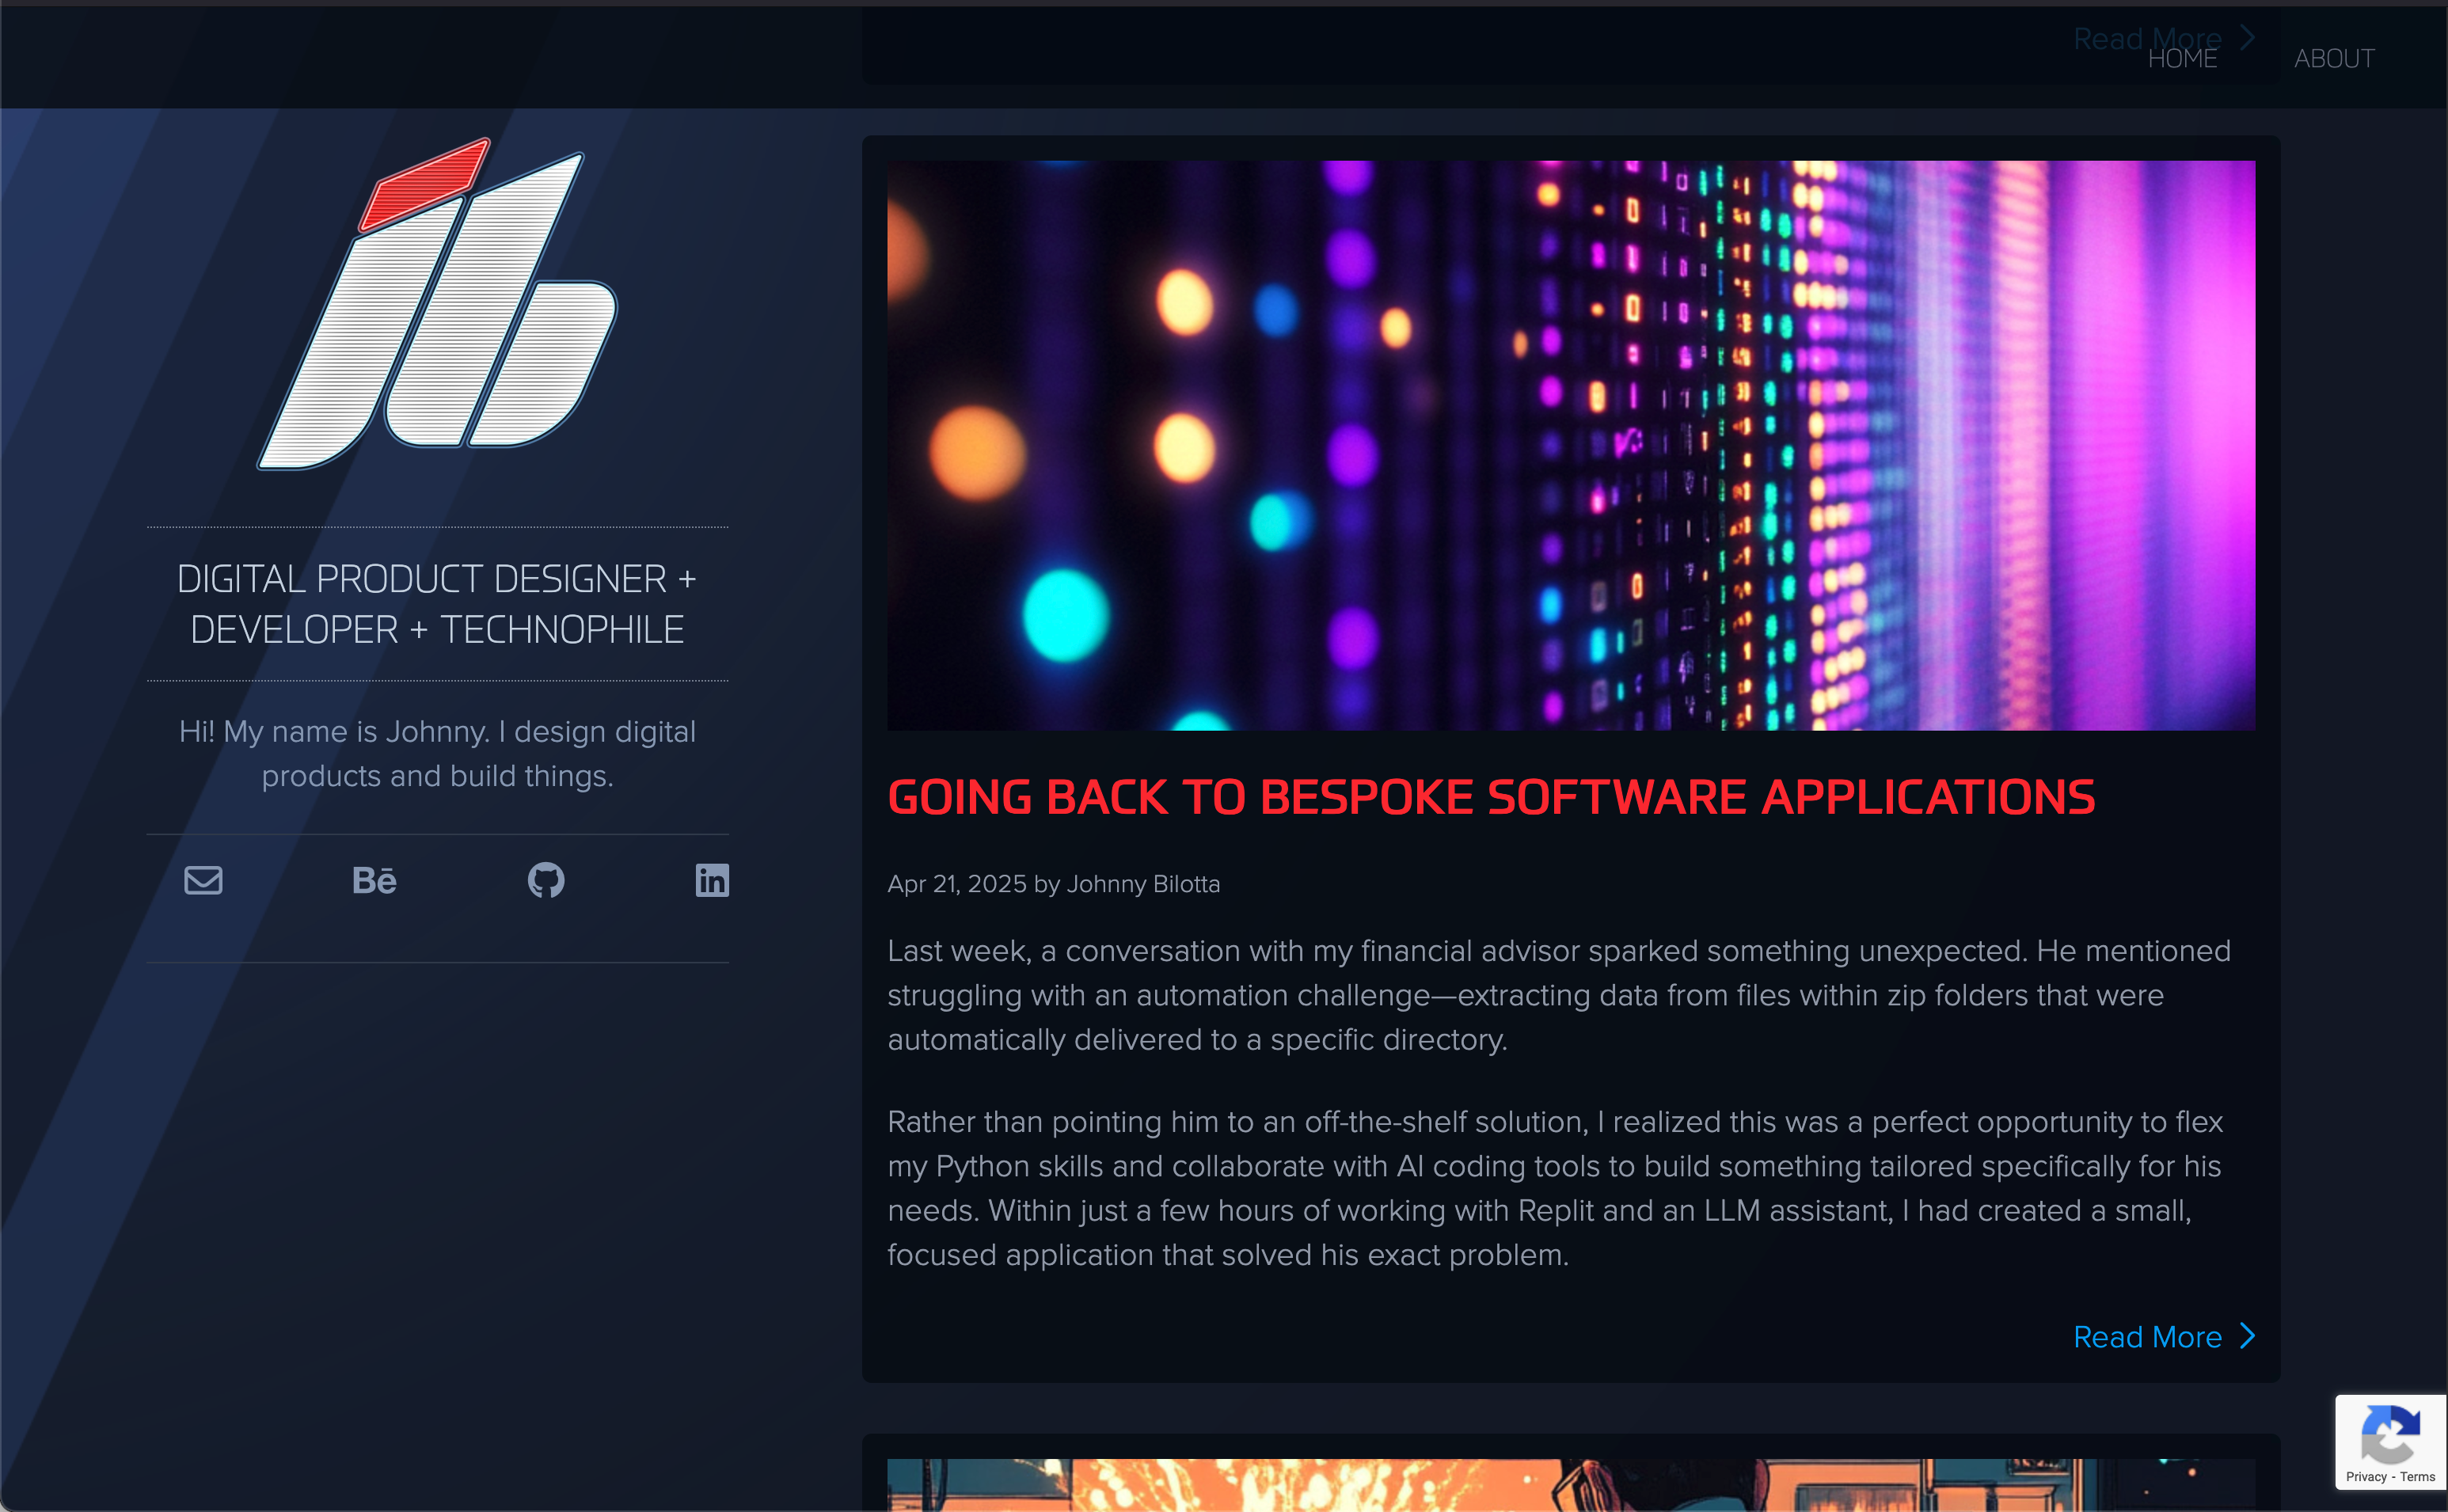 Read More
HOME
ABOUT
DIGITAL PRODUCT DESIGNER +
DEVELOPER + TECHNOPHILE
Hi! My name is Johnny. I design digital
products and build things.
Bē
in
GOING BACK TO BESPOKE SOFTWARE APPLICATIONS
Apr 21, 2025 by Johnny Bilotta
Last week, a conversation with my financial advisor sparked something unexpected. He mentioned
struggling with an automation challenge—extracting data from files within zip folders that were
automatically delivered to a specific directory.
Rather than pointing him to an off-the-shelf solution, I realized this was a perfect opportunity to flex
my Python skills and collaborate with AI coding tools to build something tailored specifically for his
needs. Within just a few hours of working with Replit and an LLM assistant, I had created a small,
focused application that solved his exact problem.
Read More
Privacy - Terms